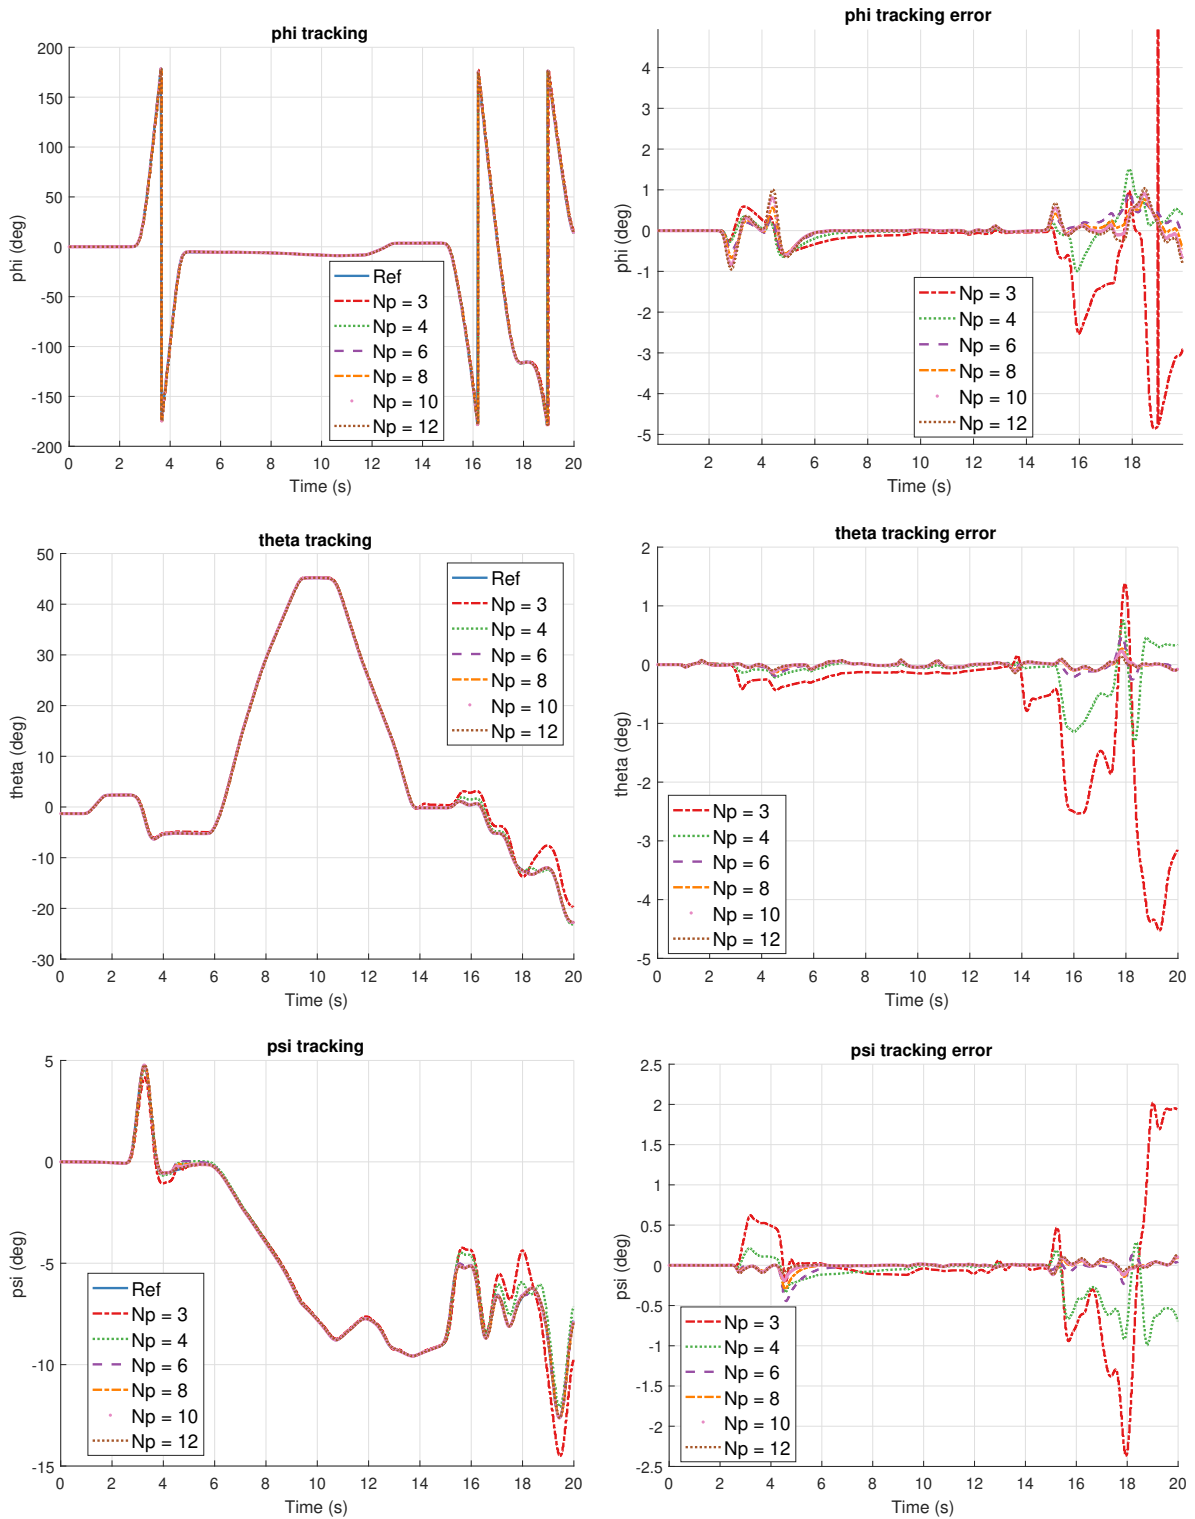 phi tracking
200
150
100
50
0
-50
-100
-150
-200
phi (deg)
0 2 4 6 8 10 12 14 16 18 20
Time (s)
Ref
Np = 3
Np = 4
Np = 6
Np = 8
Np = 10
Np = 12
phi tracking error
4
3
2
1
0
-1
-2
-3
-4
-5
phi (deg)
2 4 6 8 10 12 14 16 18
Time (s)
Np = 3
Np = 4
Np = 6
Np = 8
Np = 10
Np = 12
theta tracking
50
40
30
20
10
0
-10
-20
-30
theta (deg)
0 2 4 6 8 10 12 14 16 18 20
Time (s)
Ref
Np = 3
Np = 4
Np = 6
Np = 8
Np = 10
Np = 12
theta tracking error
2
1
0
-1
-2
-3
-4
-5
theta (deg)
0 2 4 6 8 10 12 14 16 18 20
Time (s)
Np = 3
Np = 4
Np = 6
Np = 8
Np = 10
Np = 12
psi tracking
5
0
-5
-10
-15
psi (deg)
0 2 4 6 8 10 12 14 16 18 20
Time (s)
Ref
Np = 3
Np = 4
Np = 6
Np = 8
Np = 10
Np = 12
psi tracking error
2.5
2
1.5
1
0.5
0
-0.5
-1
-1.5
-2
-2.5
psi (deg)
0 2 4 6 8 10 12 14 16 18 20
Time (s)
Np = 3
Np = 4
Np = 6
Np = 8
Np = 10
Np = 12